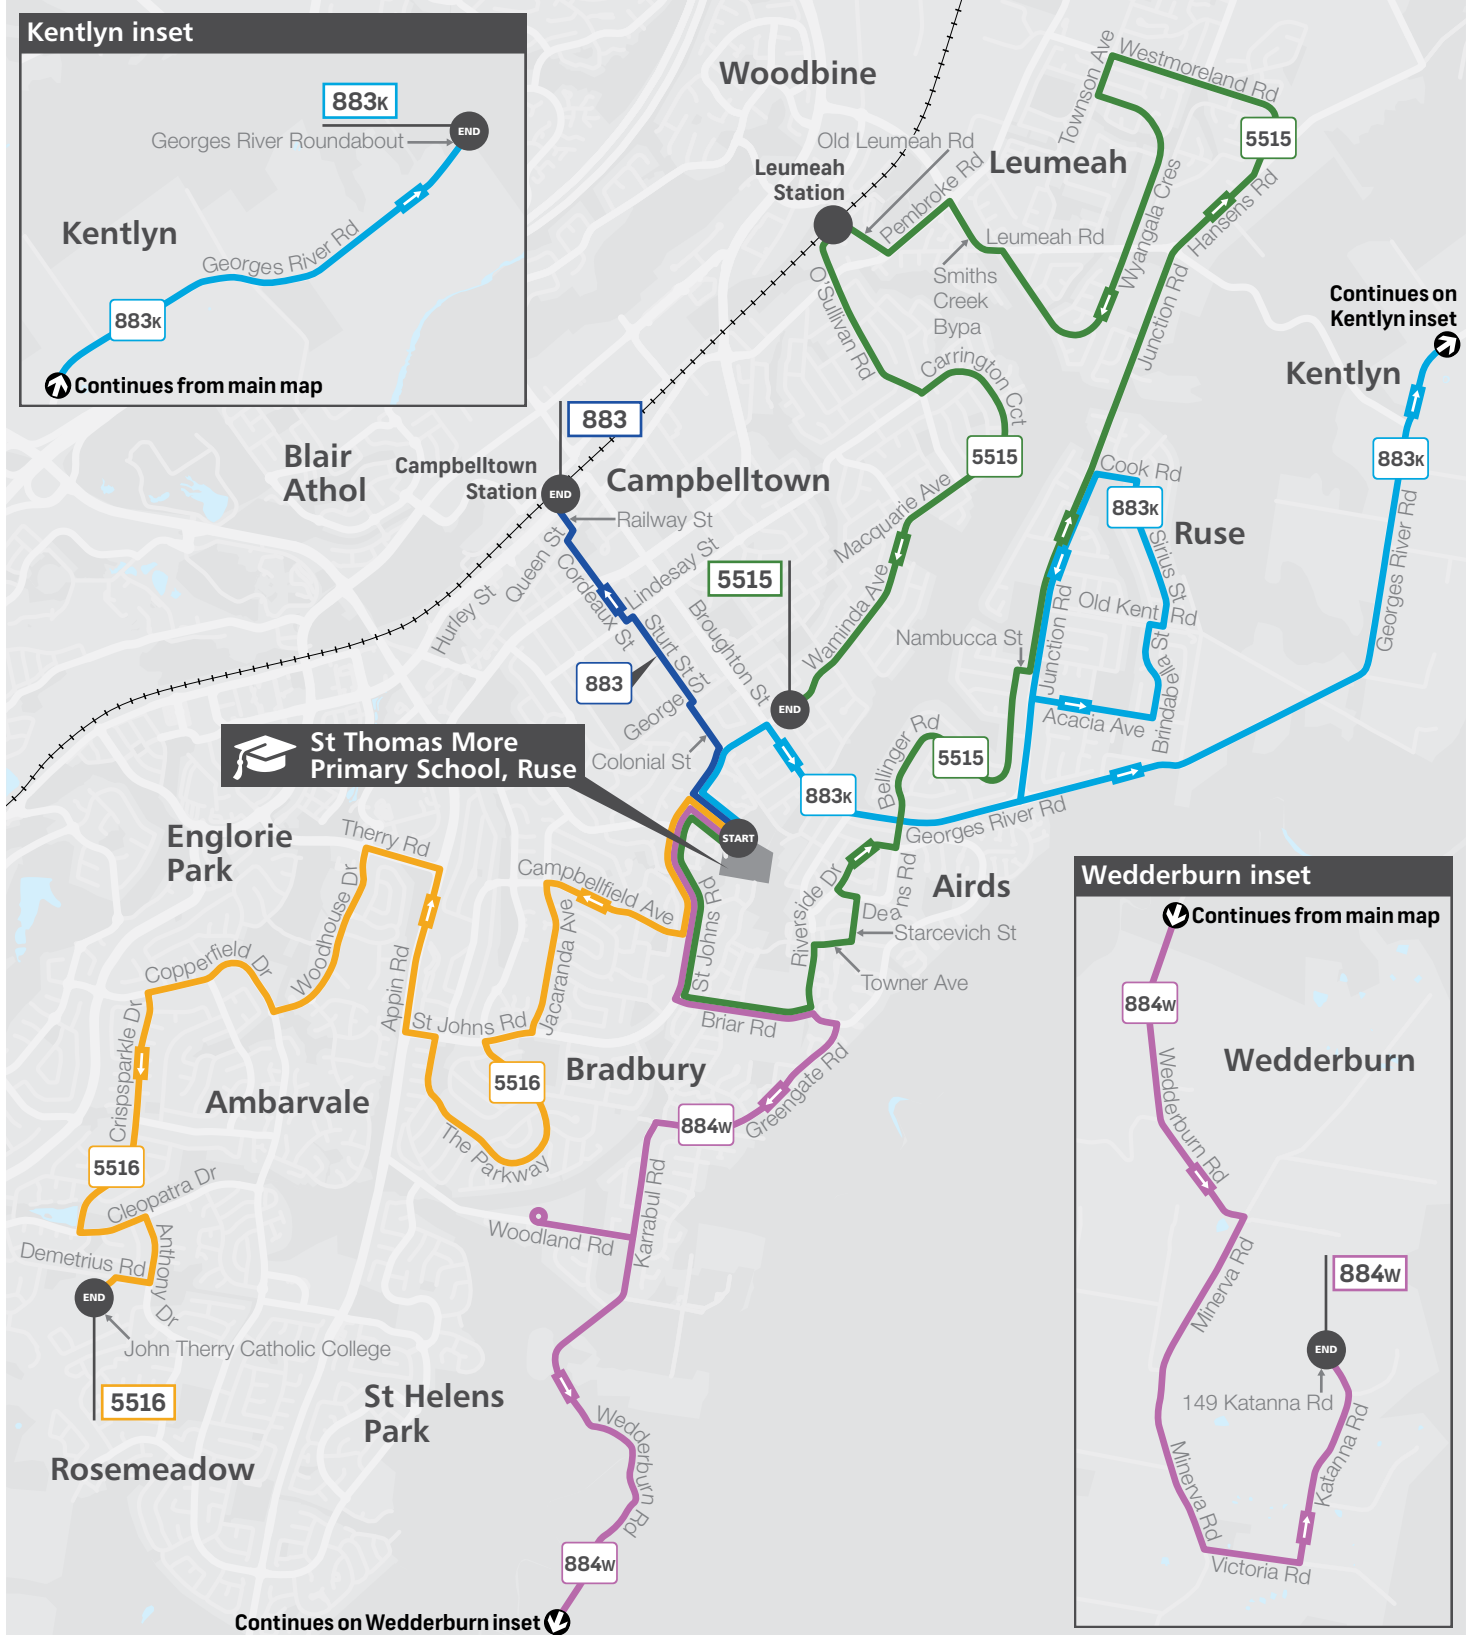 Kentlyn inset
883K
END
Georges River Roundabout
Kentlyn
Georges River Rd
883K
Continues from main map
Woodbine
Leumeah
Station
Old Leumeah Rd
Pembroke Rd
Leumeah
Townson Ave
Westmoreland Rd
5515
Hansens Rd
Wyangala Cres
Leumeah Rd
Smiths
Creek
Bypa
Junction Rd
O'Sullivan Rd
Carrington Cct
5515
Continues on
Kentlyn inset
Kentlyn
883K
Georges River Rd
Blair
Athol
883
Campbelltown
Station
END
Campbelltown
Railway St
Queen St
Hurley St
Cordeaux St
Lindesay St
Sturt St
883
George St
Colonial St
Broughton St
5515
END
Macquarie Ave
Waminda Ave
Cook Rd
883K
Ruse
Sirius St
Old Kent Rd
Nambucca St
Junction Rd
Brindabella St
Acacia Ave
St Thomas More
Primary School, Ruse
START
883K
Bellinger Rd
5515
Georges River Rd
Englorie
Park
Therry Rd
Campbellfield Ave
St Johns Rd
Riverside Dr
Deans Rd
Airds
Starcevich St
Towner Ave
Woodhouse Dr
Copperfield Dr
Appin Rd
Jacaranda Ave
St Johns Rd
Briar Rd
Crispsparkle Dr
Ambarvale
5516
Bradbury
Greengate Rd
884W
The Parkway
5516
Cleopatra Dr
Anthony Dr
Demetrius Rd
END
John Therry Catholic College
5516
Woodland Rd
Karrabul Rd
St Helens
Park
Rosemeadow
Wedderburn Rd
884W
Continues on Wedderburn inset
Wedderburn inset
Continues from main map
884W
Wedderburn
Wedderburn Rd
Minerva Rd
884W
END
149 Katanna Rd
Katanna Rd
Minerva Rd
Victoria Rd